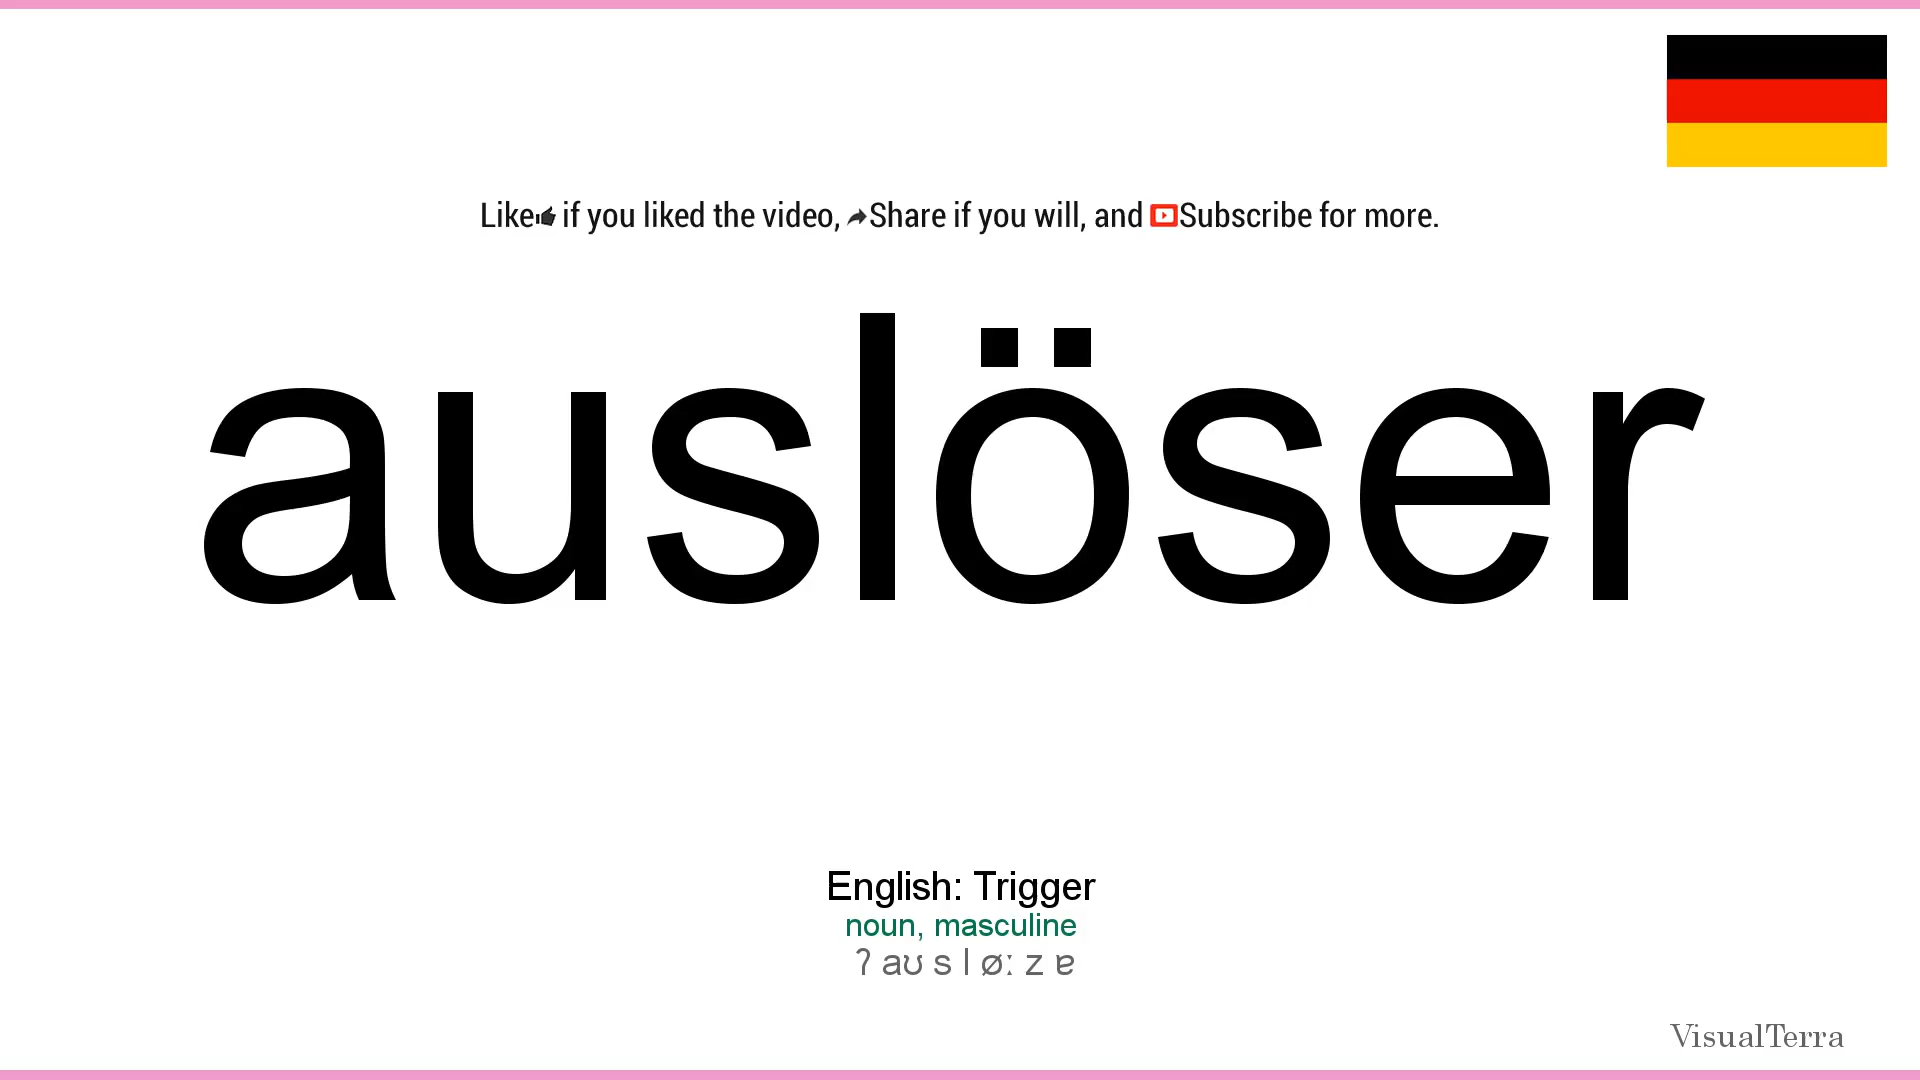 Like if you liked the video, Share if you will, and Subscribe for more.
auslöser
English: Trigger
noun, masculine
ʔ aʊ s l øː z ɐ
VisualTerra